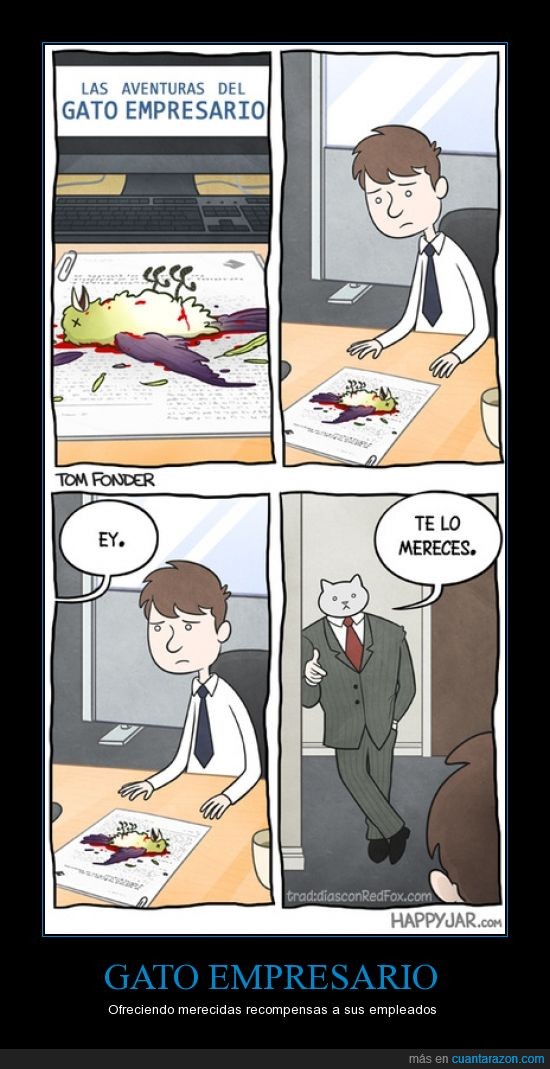 LAS AVENTURAS DEL
GATO EMPRESARIO
TOM FONDER
EY.
TE LO
MERECES.
trad:diasconRedFox.com
HAPPYJAR.com
GATO EMPRESARIO
Ofreciendo merecidas recompensas a sus empleados
más en cuantarazon.com